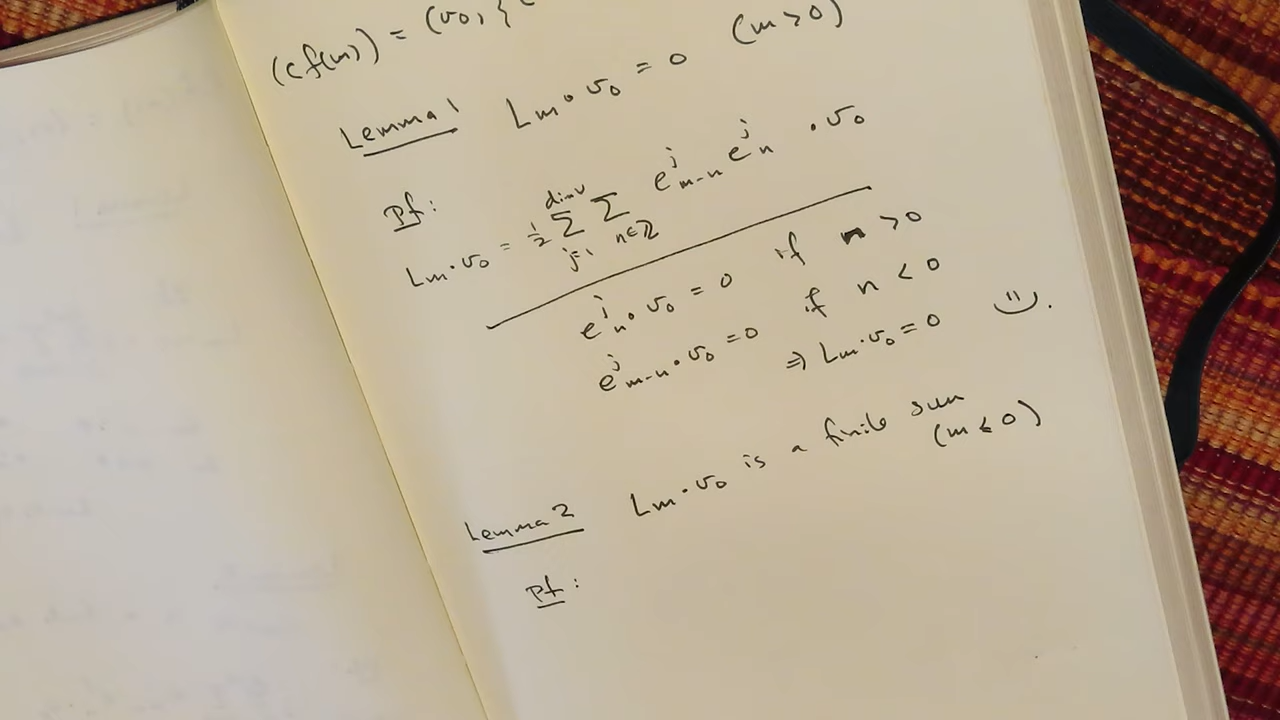 (cf(m)) = (v₀, {
Lemma 1 Lm · v₀ = 0 (m > 0)
Pf:
Lm · v₀ = ½ ∑_{j=1}^{dim V} ∑_{n∈ℤ} e^j_{m-n} e^j_n · v₀
e^j_n · v₀ = 0 if n > 0
e^j_{m-n} · v₀ = 0 if n < 0
⇒ Lm · v₀ = 0 :).
Lemma 2 Lm · v₀ is a finite sum
(m ≤ 0)
Pf: